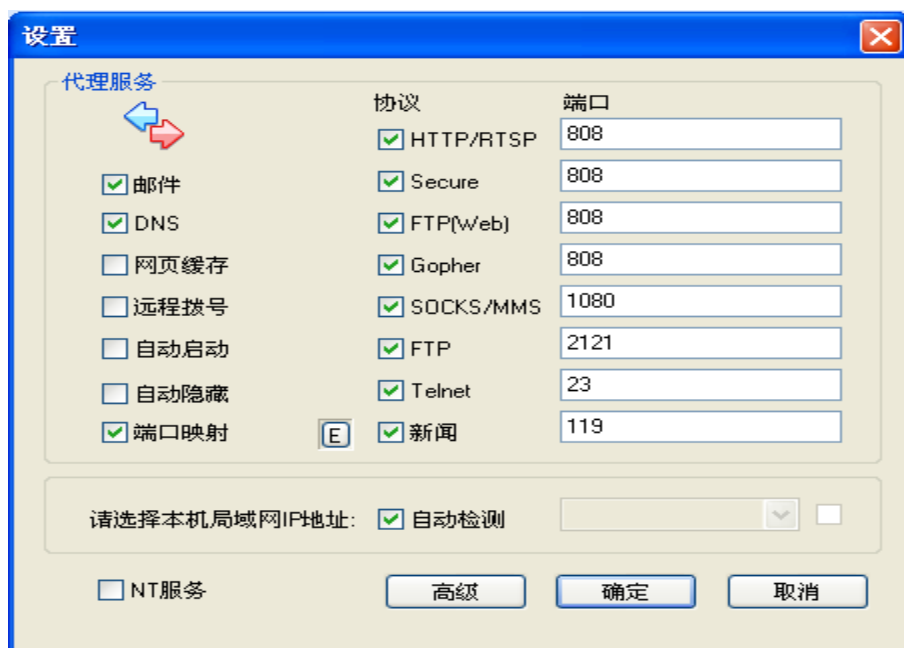 设置
代理服务
协议 端口
HTTP/RTSP 808
邮件 Secure 808
DNS FTP(Web) 808
网页缓存 Gopher 808
远程拨号 SOCKS/MMS 1080
自动启动 FTP 2121
自动隐藏 Telnet 23
端口映射 E 新闻 119
请选择本机局域网IP地址: 自动检测
NT服务 高级 确定 取消